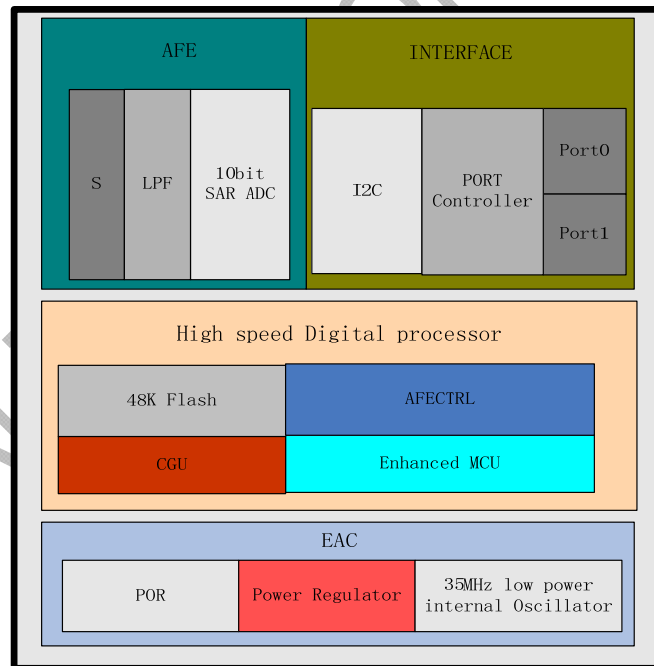 AFE
INTERFACE
S
LPF
10bit
SAR ADC
I2C
PORT
Controller
Port0
Port1
High speed Digital processor
48K Flash
AFECTRL
CGU
Enhanced MCU
EAC
POR
Power Regulator
35MHz low power
internal Oscillator